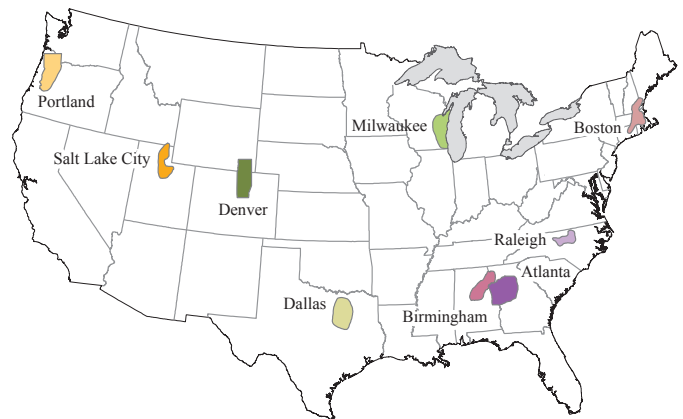 Portland
Milwaukee
Boston
Salt Lake City
Denver
Raleigh
Atlanta
Dallas
Birmingham